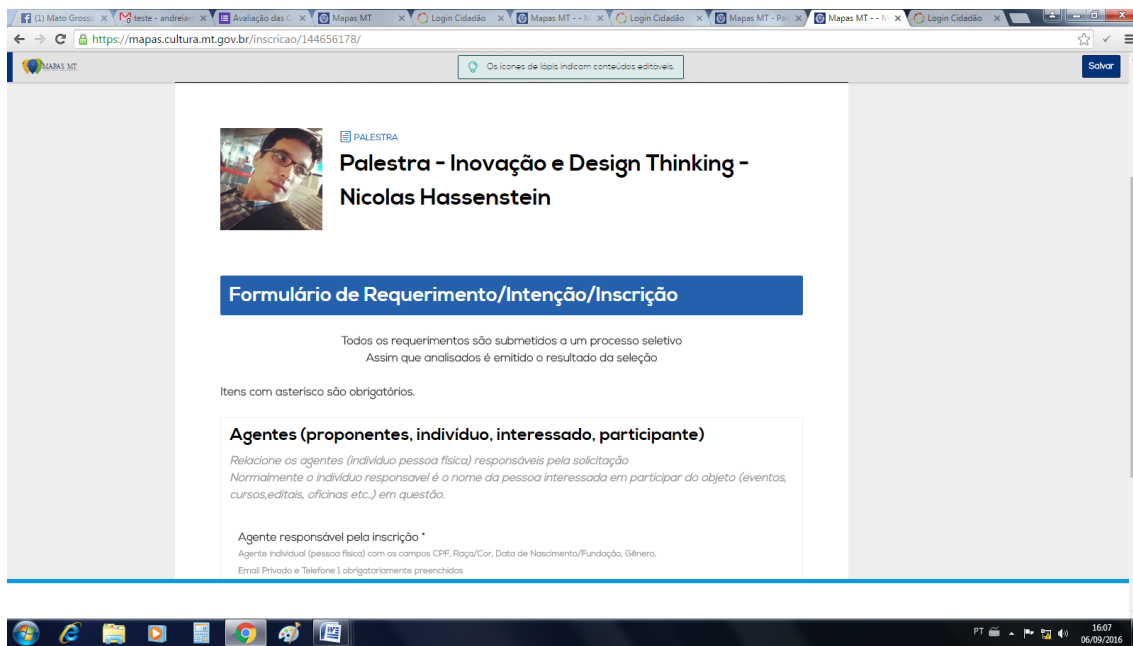 (1) Mato Grosso
teste - andreian
Avaliação das C
Mapas MT
Login Cidadão
Mapas MT - - M
Login Cidadão
Mapas MT - Pal
Mapas MT - - M
Login Cidadão
https://mapas.cultura.mt.gov.br/inscricao/144656178/
MAPAS MT
Os ícones de lápis indicam conteúdos editáveis.
Salvar
PALESTRA
Palestra - Inovação e Design Thinking -
Nicolas Hassenstein
Formulário de Requerimento/Intenção/Inscrição
Todos os requerimentos são submetidos a um processo seletivo
Assim que analisados é emitido o resultado da seleção
Itens com asterisco são obrigatórios.
Agentes (proponentes, indivíduo, interessado, participante)
Relacione os agentes (indivíduo pessoa física) responsáveis pela solicitação
Normalmente o indivíduo responsavel é o nome da pessoa interessada em participar do objeto (eventos,
cursos,editais, oficinas etc..) em questão.
Agente responsável pela inscrição *
Agente individual (pessoa física) com os campos CPF, Raça/Cor, Data de Nascimento/Fundação, Gênero,
Email Privado e Telefone 1 obrigatoriamente preenchidos
PT
16:07
06/09/2016